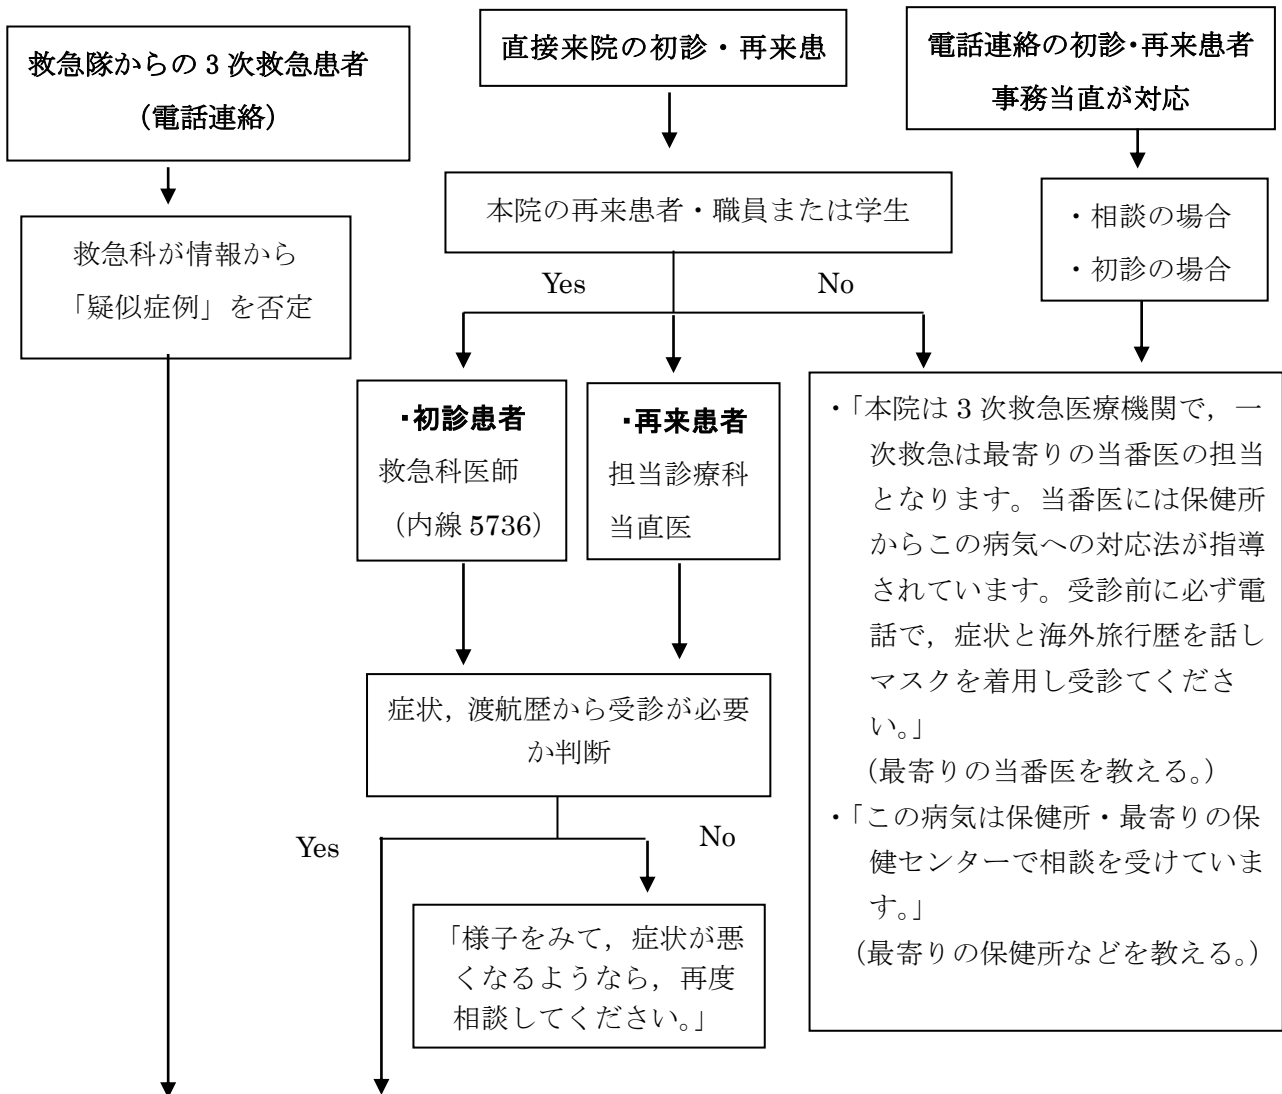 救急隊からの 3 次救急患者
（電話連絡）
救急科が情報から
「疑似症例」を否定
直接来院の初診・再来患
本院の再来患者・職員または学生
Yes
No
・初診患者
救急科医師
（内線 5736）
・再来患者
担当診療科
当直医
症状，渡航歴から受診が必要
か判断
Yes
No
「様子をみて，症状が悪
くなるようなら，再度
相談してください。」
電話連絡の初診・再来患者
事務当直が対応
・相談の場合
・初診の場合
・「本院は 3 次救急医療機関で，一
次救急は最寄りの当番医の担当
となります。当番医には保健所
からこの病気への対応法が指導
されています。受診前に必ず電
話で，症状と海外旅行歴を話し
マスクを着用し受診てくださ
い。」
（最寄りの当番医を教える。）
・「この病気は保健所・最寄りの保
健センターで相談を受けていま
す。」
（最寄りの保健所などを教える。）